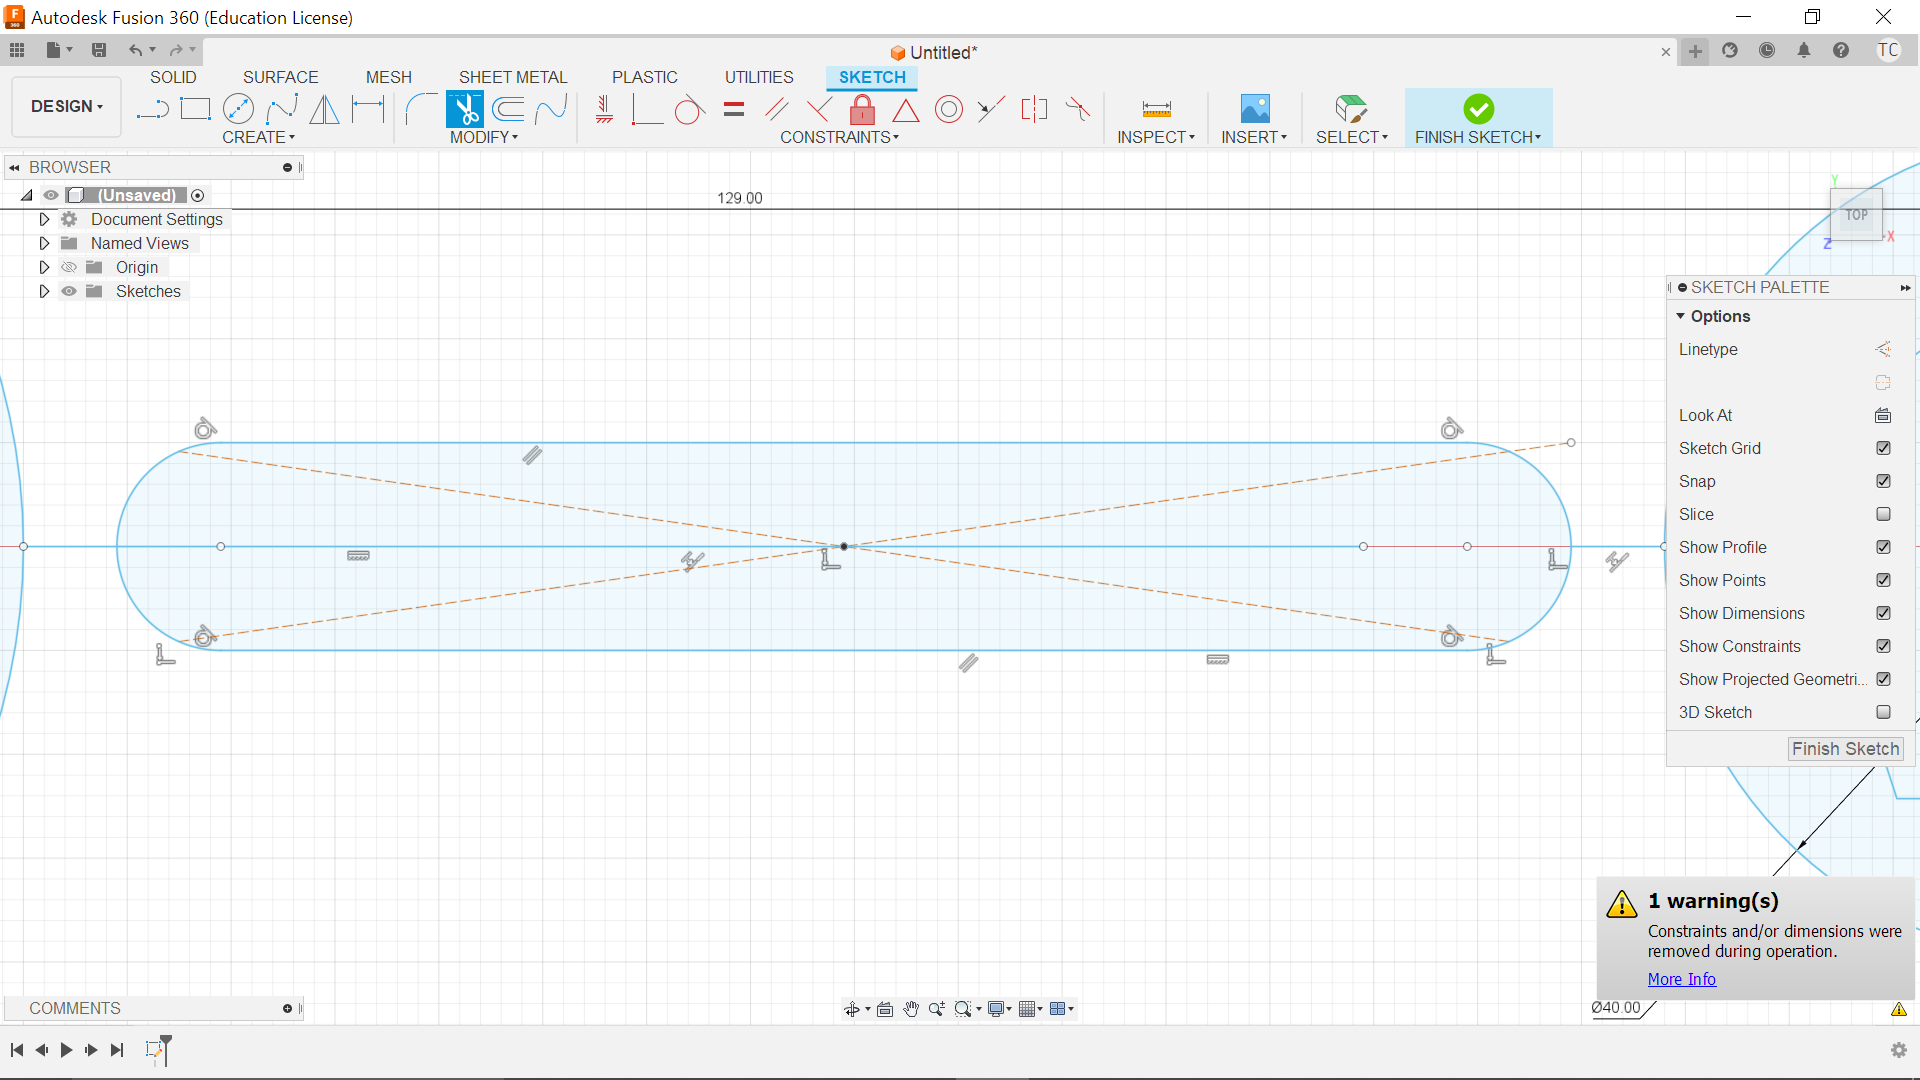 Autodesk Fusion 360 (Education License)
Untitled*
TC
DESIGN
SOLID
SURFACE
MESH
SHEET METAL
PLASTIC
UTILITIES
SKETCH
CREATE
MODIFY
CONSTRAINTS
INSPECT
INSERT
SELECT
FINISH SKETCH
BROWSER
(Unsaved)
Document Settings
Named Views
Origin
Sketches
129.00
Y
TOP
Z
X
SKETCH PALETTE
Options
Linetype
Look At
Sketch Grid
Snap
Slice
Show Profile
Show Points
Show Dimensions
Show Constraints
Show Projected Geometri...
3D Sketch
Finish Sketch
1 warning(s)
Constraints and/or dimensions were
removed during operation.
More Info
Ø40.00
COMMENTS